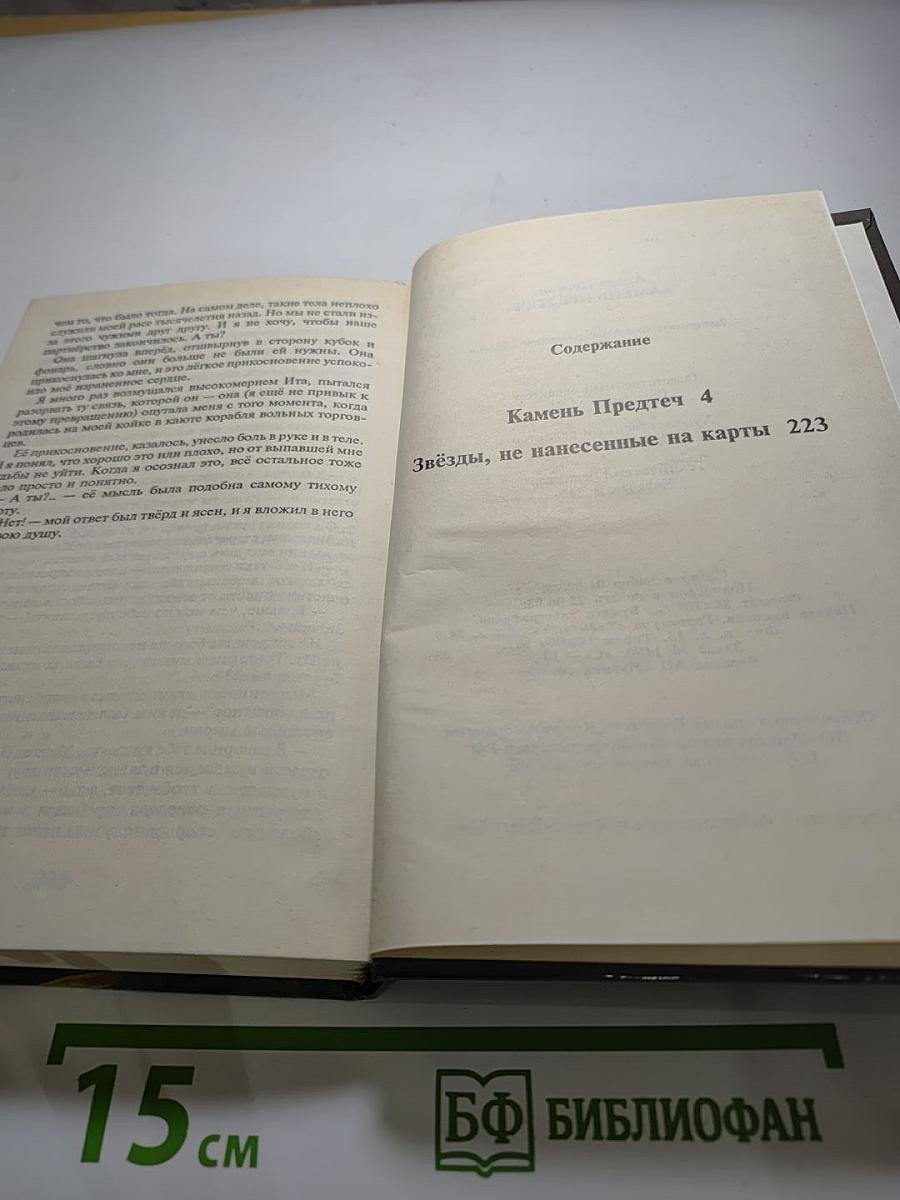 чем то, что было тогда. На самом деле, такие тела неплохо
служили моей расе тысячелетия назад. Но мы не стали из-
за этого чужими друг другу. И я не хочу, чтобы наше
партнёрство закончилось. А ты?
Она шагнула вперёд, отшвырнув в сторону кубок и
фонарь, словно они больше не были ей нужны. Она
прикоснулась ко мне, и это лёгкое прикосновение успоко-
ило моё израненное сердце.
Я много раз возмущался высокомерием Ита, пытался
разорвать ту связь, которой он — она (я ещё не привык к
этому превращению) опутала меня с того момента, когда
родилась на моей койке в каюте корабля вольных торгов-
цев.
Её прикосновение, казалось, унесло боль в руке и в теле.
И я понял, что хорошо это или плохо, но от выпавшей мне
дьбы не уйти. Когда я осознал это, всё остальное тоже
ло просто и понятно.
— А ты?.. — её мысль была подобна самому тихому
оту.
Нет! — мой ответ был твёрд и ясен, и я вложил в него
вою душу.
Содержание
Камень Предтеч 4
Звёзды, не нанесенные на карты 223
15 см
БФ БИБЛИОФАН